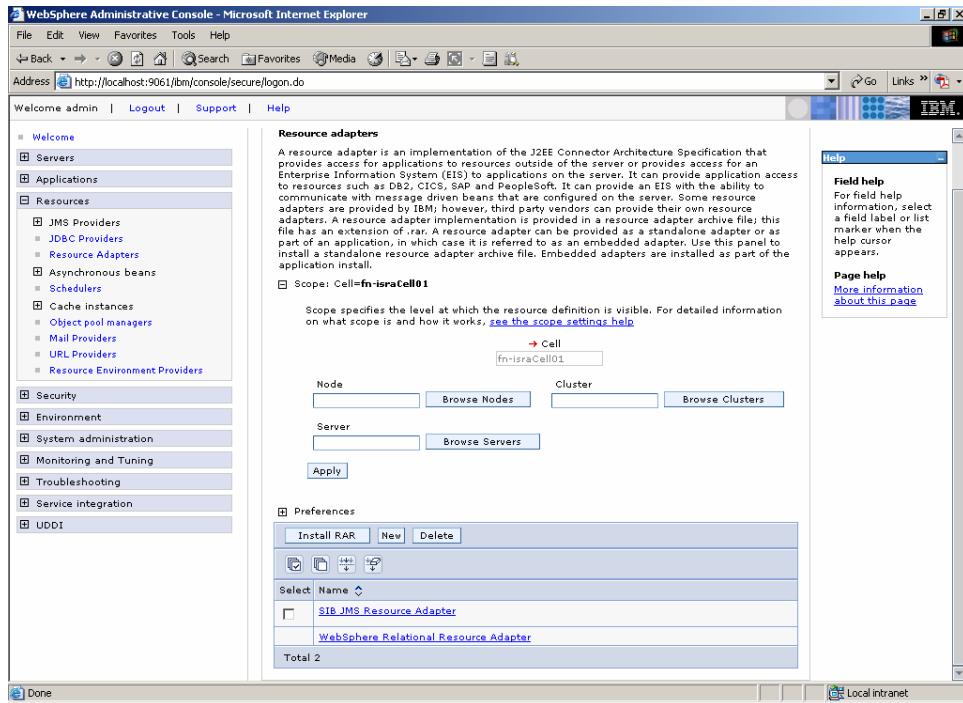 WebSphere Administrative Console - Microsoft Internet Explorer
File Edit View Favorites Tools Help
Back Search Favorites Media
Address http://localhost:9061/ibm/console/secure/logon.do Go Links »
Welcome admin | Logout | Support | Help IBM.
Welcome
Servers
Applications
Resources
JMS Providers
JDBC Providers
Resource Adapters
Asynchronous beans
Schedulers
Cache instances
Object pool managers
Mail Providers
URL Providers
Resource Environment Providers
Security
Environment
System administration
Monitoring and Tuning
Troubleshooting
Service integration
UDDI
Resource adapters
A resource adapter is an implementation of the J2EE Connector Architecture Specification that
provides access for applications to resources outside of the server or provides access for an
Enterprise Information System (EIS) to applications on the server. It can provide application access
to resources such as DB2, CICS, SAP and PeopleSoft. It can provide an EIS with the ability to
communicate with message driven beans that are configured on the server. Some resource
adapters are provided by IBM; however, third party vendors can provide their own resource
adapters. A resource adapter implementation is provided in a resource adapter archive file; this
file has an extension of .rar. A resource adapter can be provided as a standalone adapter or as
part of an application, in which case it is referred to as an embedded adapter. Use this panel to
install a standalone resource adapter archive file. Embedded adapters are installed as part of the
application install.
Scope: Cell=fn-israCell01
Scope specifies the level at which the resource definition is visible. For detailed information
on what scope is and how it works, see the scope settings help
Cell
fn-israCell01
Node Cluster
Browse Nodes Browse Clusters
Server
Browse Servers
Apply
Preferences
Install RAR New Delete
Select Name
SIB JMS Resource Adapter
WebSphere Relational Resource Adapter
Total 2
Help
Field help
For field help
information, select
a field label or list
marker when the
help cursor
appears.
Page help
More information
about this page
Done Local intranet